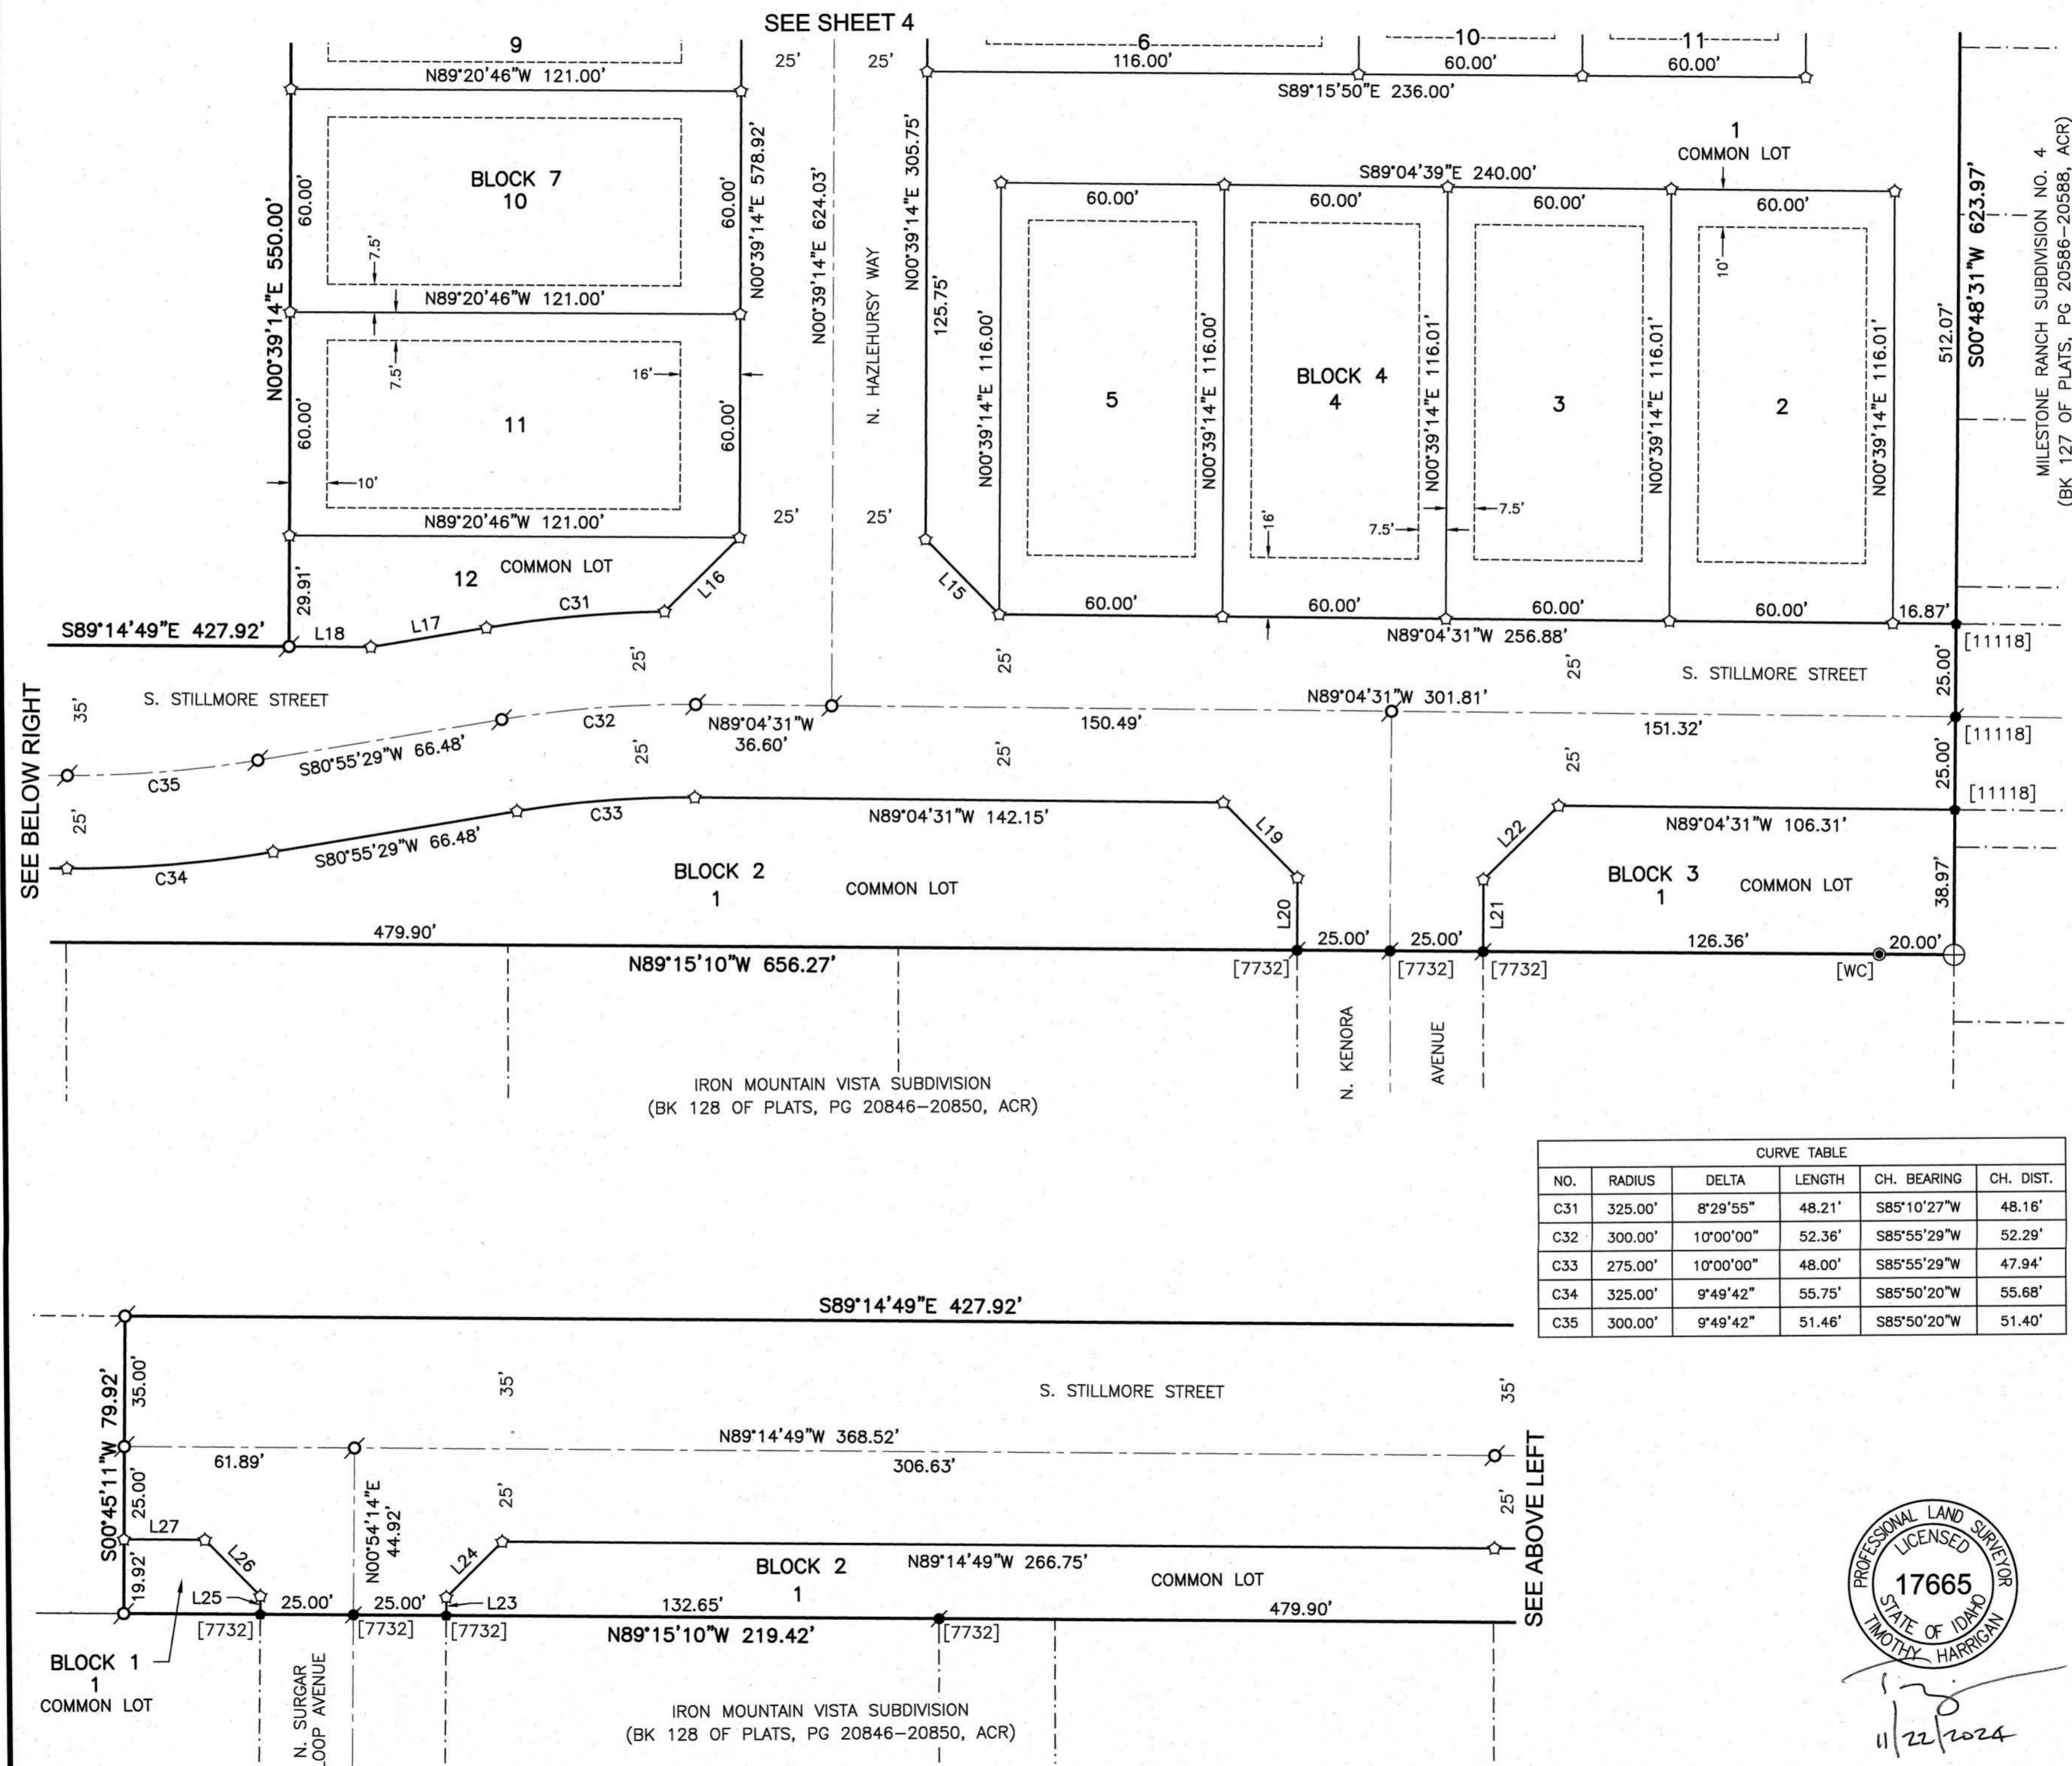 SEE SHEET 4
9
N89°20'46"W 121.00'
25'
25'
6
116.00'
10
60.00'
11
60.00'
S89°15'50"E 236.00'
N00°39'14"E 550.00'
60.00'
BLOCK 7
10
60.00'
N00°39'14"E 578.92'
7.5'
N89°20'46"W 121.00'
N00°39'14"E 624.03'
N. HAZLEHURSY WAY
N00°39'14"E 305.75'
125.75'
1
COMMON LOT
S89°04'39"E 240.00'
60.00'
60.00'
60.00'
60.00'
10'
S00°48'31"W 623.97'
512.07'
MILESTONE RANCH SUBDIVISION NO. 4
(BK 127 OF PLATS, PG 20586-20588, ACR)
7.5'
16'
60.00'
11
60.00'
10'
N89°20'46"W 121.00'
25'
25'
N00°39'14"E 116.00'
5
N00°39'14"E 116.00'
BLOCK 4
4
N00°39'14"E 116.01'
3
N00°39'14"E 116.01'
2
N00°39'14"E 116.01'
16'
7.5'
7.5'
29.91'
12
COMMON LOT
L16
L15
C31
L17
L18
S89°14'49"E 427.92'
60.00'
60.00'
60.00'
60.00'
16.87'
N89°04'31"W 256.88'
[11118]
25'
25'
25'
25.00'
S. STILLMORE STREET
S. STILLMORE STREET
35'
N89°04'31"W 301.81'
C32
N89°04'31"W
36.60'
150.49'
151.32'
[11118]
S80°55'29"W 66.48'
C35
25'
25'
25'
25.00'
SEE BELOW RIGHT
25'
[11118]
C33
N89°04'31"W 142.15'
L19
L22
N89°04'31"W 106.31'
S80°55'29"W 66.48'
C34
BLOCK 2
1
COMMON LOT
L20
L21
BLOCK 3
1
COMMON LOT
38.97'
479.90'
25.00'
25.00'
126.36'
20.00'
N89°15'10"W 656.27'
[7732]
[7732]
[7732]
[WC]
N. KENORA
AVENUE
IRON MOUNTAIN VISTA SUBDIVISION
(BK 128 OF PLATS, PG 20846-20850, ACR)
CURVE TABLE
NO. RADIUS DELTA LENGTH CH. BEARING CH. DIST.
C31 325.00' 8°29'55" 48.21' S85°10'27"W 48.16'
C32 300.00' 10°00'00" 52.36' S85°55'29"W 52.29'
C33 275.00' 10°00'00" 48.00' S85°55'29"W 47.94'
C34 325.00' 9°49'42" 55.75' S85°50'20"W 55.68'
C35 300.00' 9°49'42" 51.46' S85°50'20"W 51.40'
S89°14'49"E 427.92'
S00°45'11"W 79.92'
35.00'
35'
S. STILLMORE STREET
35'
N89°14'49"W 368.52'
61.89'
306.63'
25.00'
N00°54'14"E
44.92'
25'
25'
SEE ABOVE LEFT
L27
L26
L24
BLOCK 2
1
N89°14'49"W 266.75'
COMMON LOT
19.92'
L25
25.00'
25.00'
L23
132.65'
479.90'
[7732]
[7732]
[7732]
N89°15'10"W 219.42'
[7732]
BLOCK 1
1
COMMON LOT
N. SURGAR
LOOP AVENUE
IRON MOUNTAIN VISTA SUBDIVISION
(BK 128 OF PLATS, PG 20846-20850, ACR)
PROFESSIONAL LAND SURVEYOR
LICENSED
17665
STATE OF IDAHO
TIMOTHY HARRIGAN
11/22/2024